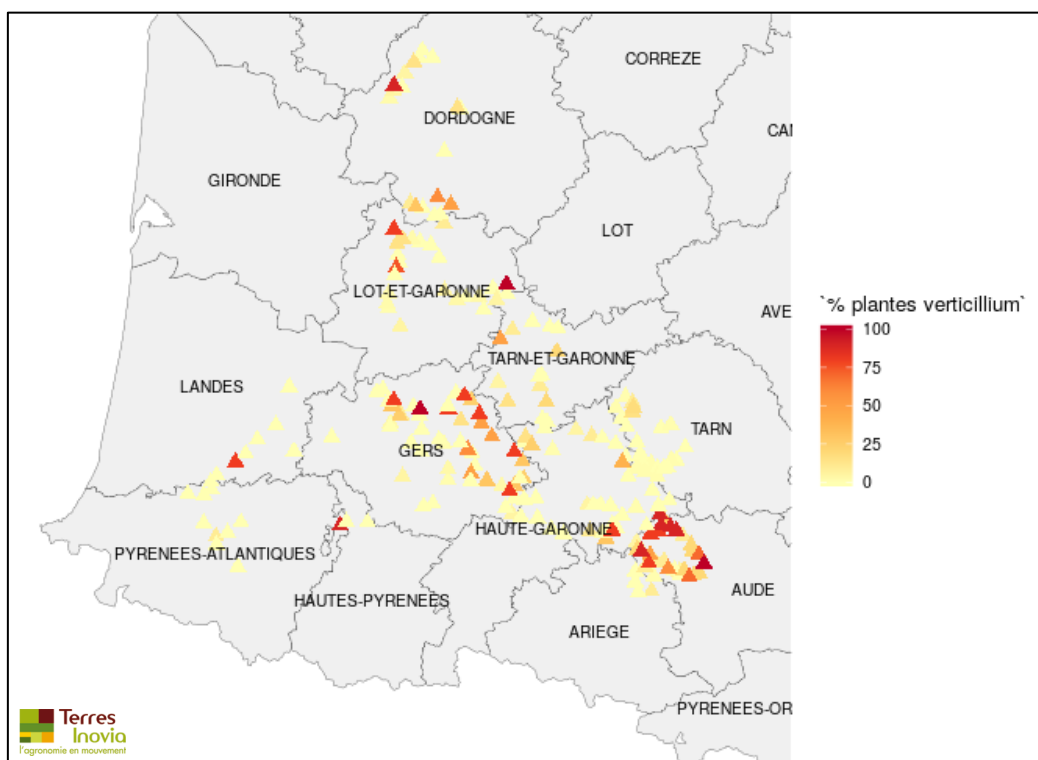 CORREZE
DORDOGNE
CAN
GIRONDE
LOT
LOT-ET-GARONNE
AVE
`% plantes verticillium`
100
75
50
25
0
TARN-ET-GARONNE
LANDES
TARN
GERS
HAUTE-GARONNE
PYRENEES-ATLANTIQUES
AUDE
HAUTES-PYRENEES
ARIEGE
PYRENEES-OR
Terres
Inovia
l'agronomie en mouvement